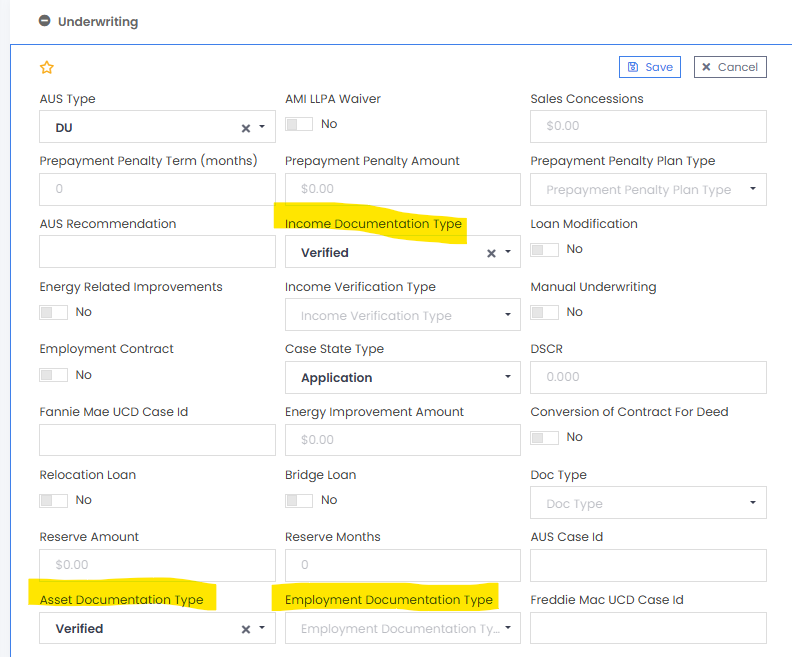 Underwriting
Save Cancel
AUS Type AMI LLPA Waiver Sales Concessions
DU No $0.00
Prepayment Penalty Term (months) Prepayment Penalty Amount Prepayment Penalty Plan Type
0 $0.00 Prepayment Penalty Plan Type
AUS Recommendation Income Documentation Type Loan Modification
Verified No
Energy Related Improvements Income Verification Type Manual Underwriting
No Income Verification Type No
Employment Contract Case State Type DSCR
No Application 0.000
Fannie Mae UCD Case Id Energy Improvement Amount Conversion of Contract For Deed
$0.00 No
Relocation Loan Bridge Loan Doc Type
No No Doc Type
Reserve Amount Reserve Months AUS Case Id
$0.00 0
Asset Documentation Type Employment Documentation Type Freddie Mac UCD Case Id
Verified Employment Documentation Ty...